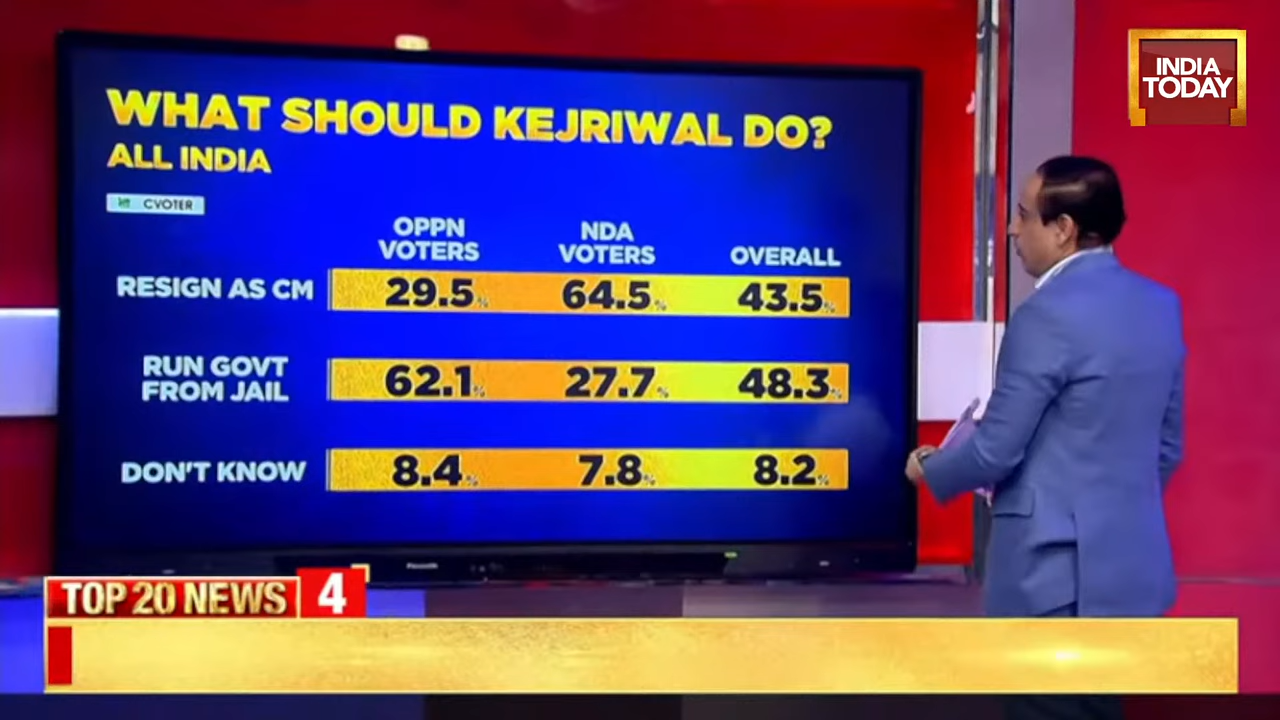 INDIA
TODAY
WHAT SHOULD KEJRIWAL DO?
ALL INDIA
CVOTER
OPPN
VOTERS
NDA
VOTERS
OVERALL
RESIGN AS CM 29.5% 64.5% 43.5%
RUN GOVT
FROM JAIL
62.1% 27.7% 48.3%
DON'T KNOW 8.4% 7.8% 8.2%
Panasonic
TOP 20 NEWS 4